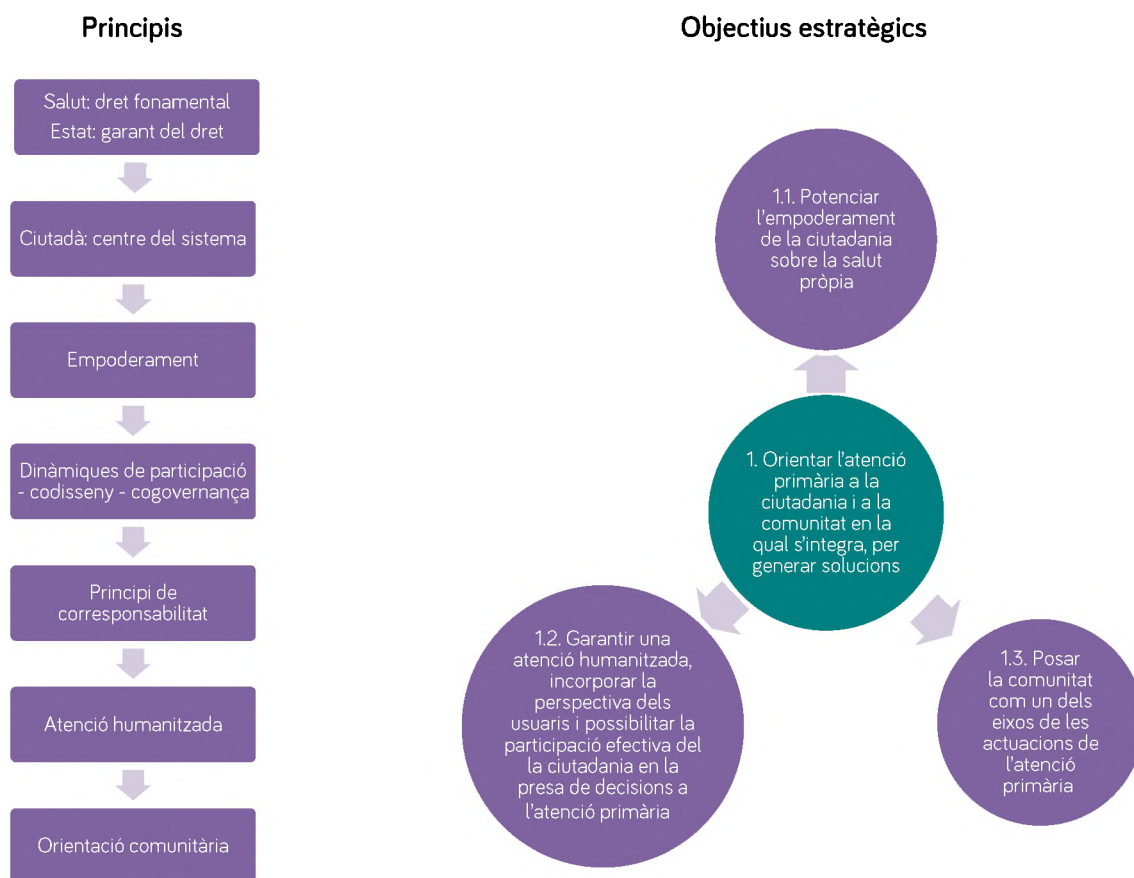 Principis
Salut: dret fonamental
Estat: garant del dret
Ciutadà: centre del sistema
Empoderament
Dinàmiques de participació
- codisseny - cogovernança
Principi de
corresponsabilitat
Atenció humanitzada
Orientació comunitària
Objectius estratègics
1.1. Potenciar
l'empoderament
de la ciutadania
sobre la salut
pròpia
1. Orientar l'atenció
primària a la
ciutadania i a la
comunitat en la
qual s'integra, per
generar solucions
1.2. Garantir una
atenció humanitzada,
incorporar la
perspectiva dels
usuaris i possibilitar la
participació efectiva del
la ciutadania en la
presa de decisions a
l'atenció primària
1.3. Posar
la comunitat
com un dels
eixos de les
actuacions de
l'atenció
primària